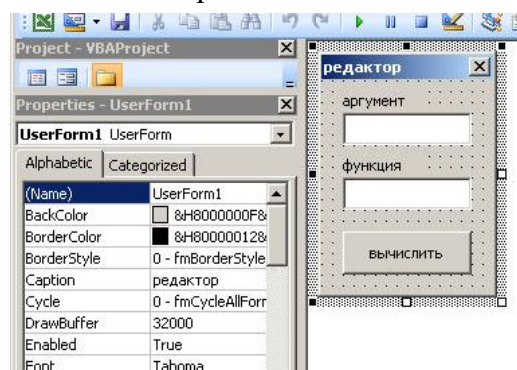 Project - VBAProject
Properties - UserForm1
UserForm1 UserForm
Alphabetic Categorized
(Name) UserForm1
BackColor &H8000000F&
BorderColor &H80000012&
BorderStyle 0 - fmBorderStyle
Caption редактор
Cycle 0 - fmCycleAllForr
DrawBuffer 32000
Enabled True
Font Tahoma
редактор
аргумент
функция
вычислить